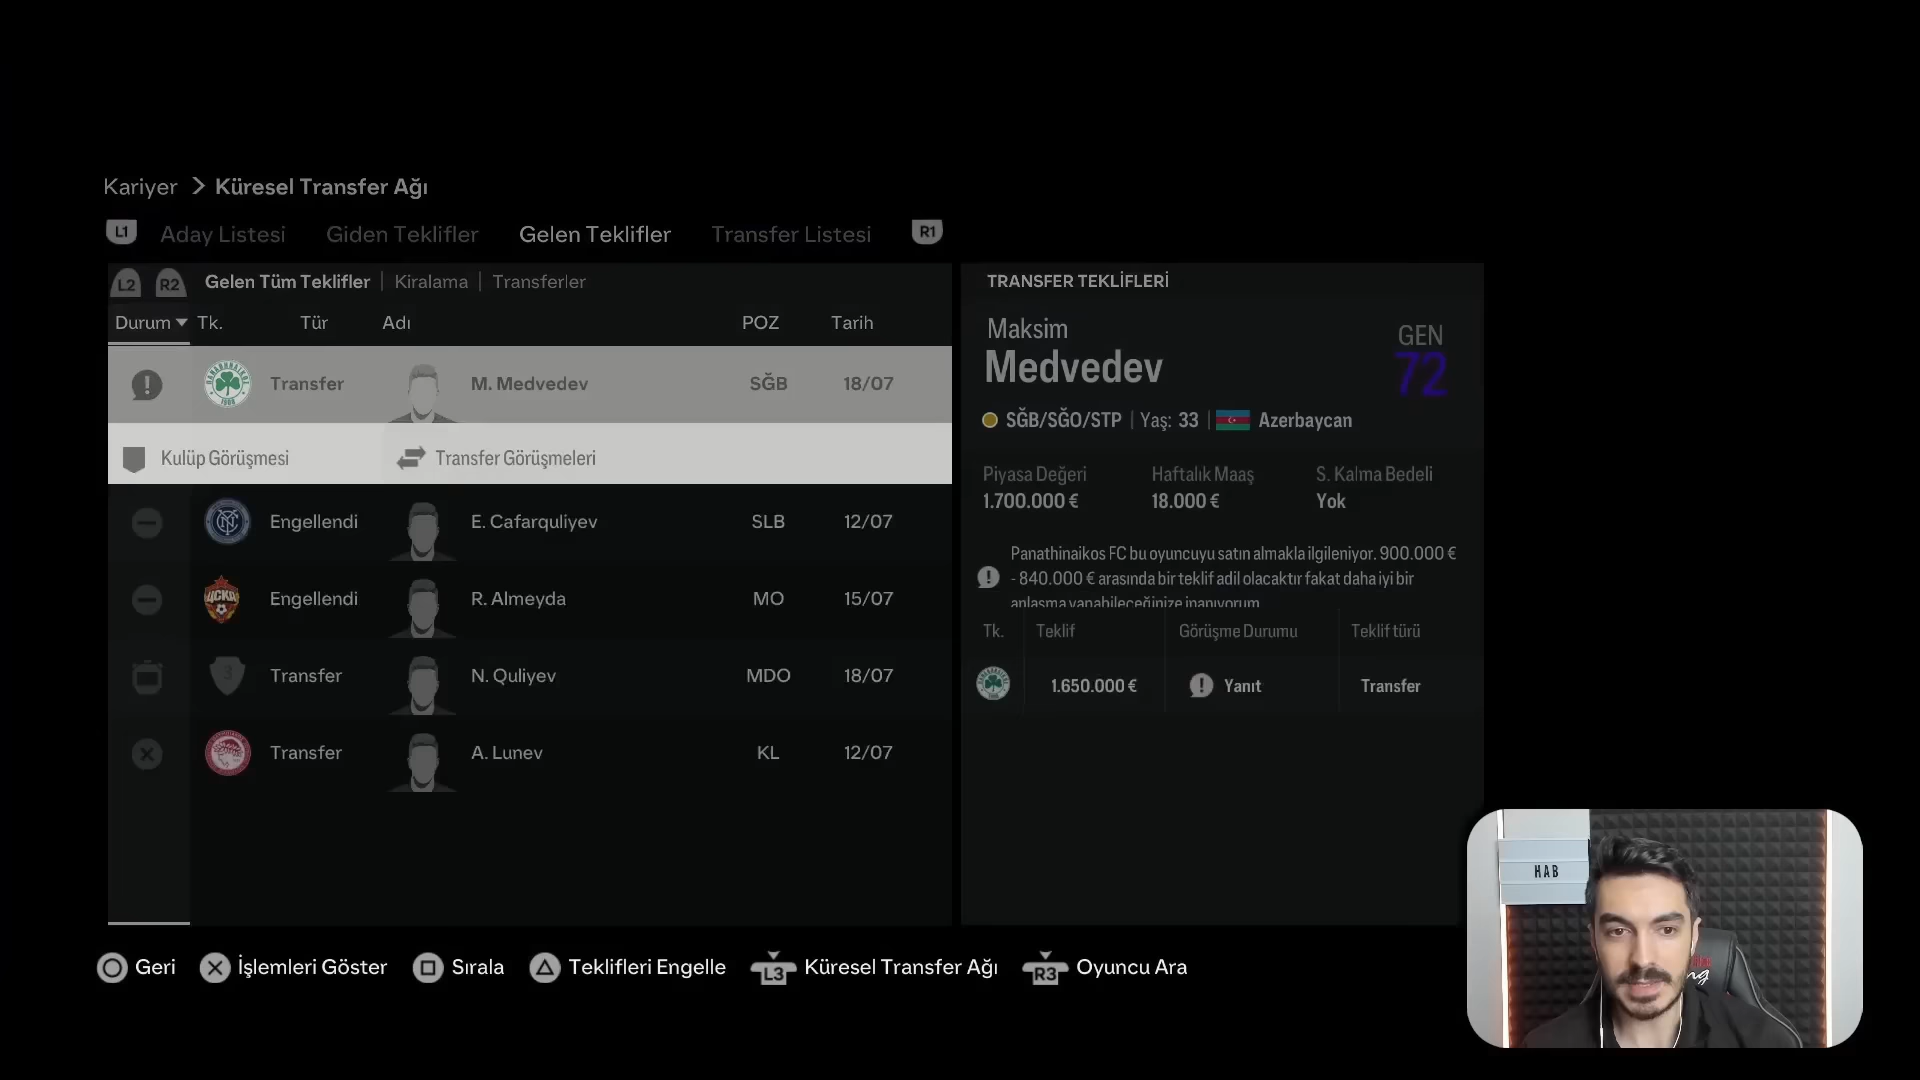 Kariyer > Küresel Transfer Ağı
L1 Aday Listesi Giden Teklifler Gelen Teklifler Transfer Listesi R1
L2 R2 Gelen Tüm Teklifler | Kiralama | Transferler
Durum Tk. Tür Adı POZ Tarih
Transfer M. Medvedev SĞB 18/07
Kulüp Görüşmesi Transfer Görüşmeleri
Engellendi E. Cafarquliyev SLB 12/07
Engellendi R. Almeyda MO 15/07
3 Transfer N. Quliyev MDO 18/07
Transfer A. Lunev KL 12/07
TRANSFER TEKLİFLERİ
Maksim
Medvedev
GEN
72
SĞB/SĞO/STP | Yaş: 33 | Azerbaycan
Piyasa Değeri Haftalık Maaş S. Kalma Bedeli
1.700.000 € 18.000 € Yok
Panathinaikos FC bu oyuncuyu satın almakla ilgileniyor. 900.000 €
- 840.000 € arasında bir teklif adil olacaktır fakat daha iyi bir
anlaşma yapabileceğinize inanıyorum.
Tk. Teklif Görüşme Durumu Teklif türü
1.650.000 € Yanıt Transfer
Geri İşlemleri Göster Sırala Teklifleri Engelle L3 Küresel Transfer Ağı R3 Oyuncu Ara
HAB